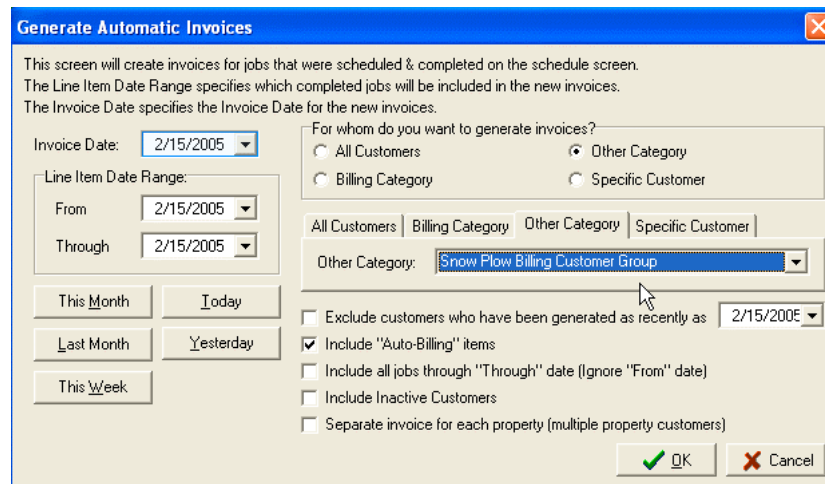 Generate Automatic Invoices
This screen will create invoices for jobs that were scheduled & completed on the schedule screen.
The Line Item Date Range specifies which completed jobs will be included in the new invoices.
The Invoice Date specifies the Invoice Date for the new invoices.
Invoice Date: 2/15/2005
Line Item Date Range:
From 2/15/2005
Through 2/15/2005
This Month Today
Last Month Yesterday
This Week
For whom do you want to generate invoices?
All Customers Other Category
Billing Category Specific Customer
All Customers Billing Category Other Category Specific Customer
Other Category: Snow Plow Billing Customer Group
Exclude customers who have been generated as recently as 2/15/2005
Include "Auto-Billing" items
Include all jobs through "Through" date (Ignore "From" date)
Include Inactive Customers
Separate invoice for each property (multiple property customers)
OK Cancel